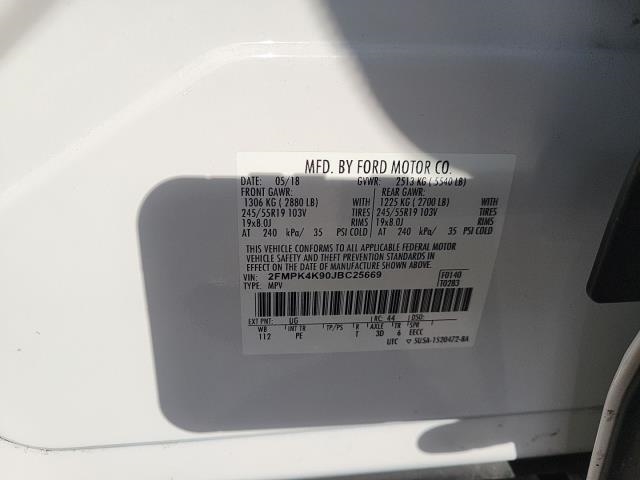 MFD. BY FORD MOTOR CO.
DATE: 05/18 GVWR: 2513 KG ( 5540 LB)
FRONT GAWR: REAR GAWR:
1306 KG ( 2880 LB) WITH 1225 KG ( 2700 LB) WITH
245/55R19 103V TIRES 245/55R19 103V TIRES
19x8.0J RIMS 19x8.0J RIMS
AT 240 kPa/ 35 PSI COLD AT 240 kPa/ 35 PSI COLD
THIS VEHICLE CONFORMS TO ALL APPLICABLE FEDERAL MOTOR
VEHICLE SAFETY AND THEFT PREVENTION STANDARDS IN EFFECT
ON THE DATE OF MANUFACTURE SHOWN ABOVE.
VIN: 2FMPK4K90JBC25669 F0140
TYPE: MPV T0283
EXT PNT: UG RC: 44 DSO:
WB INT TR TP/PS R AXLE TR SPR
112 PE T 3D 6 EECC
UTC ▽ 5U5A-1520472-BA